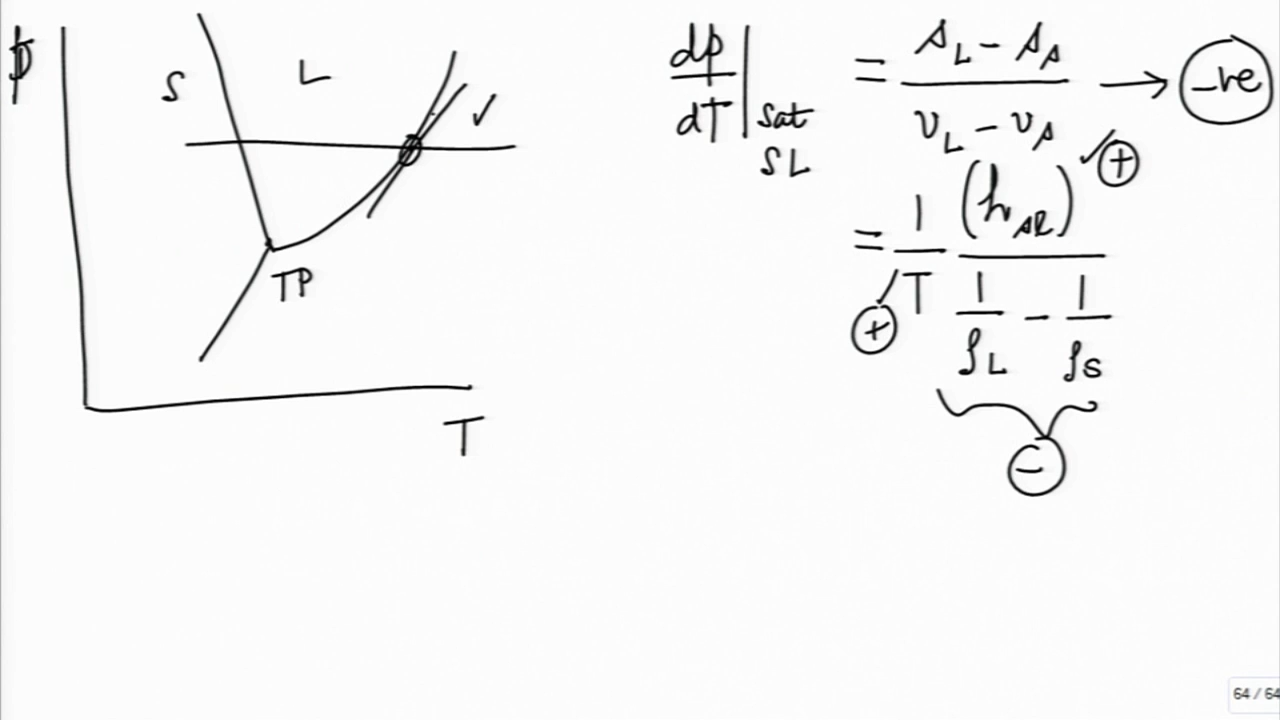 p
S L V
TP
T
dp/dT | sat SL = (s_L - s_s)/(v_L - v_s) → -ve
= 1/T (h_sl)/(1/ρ_L - 1/ρ_S)
+
+
-
64 / 64